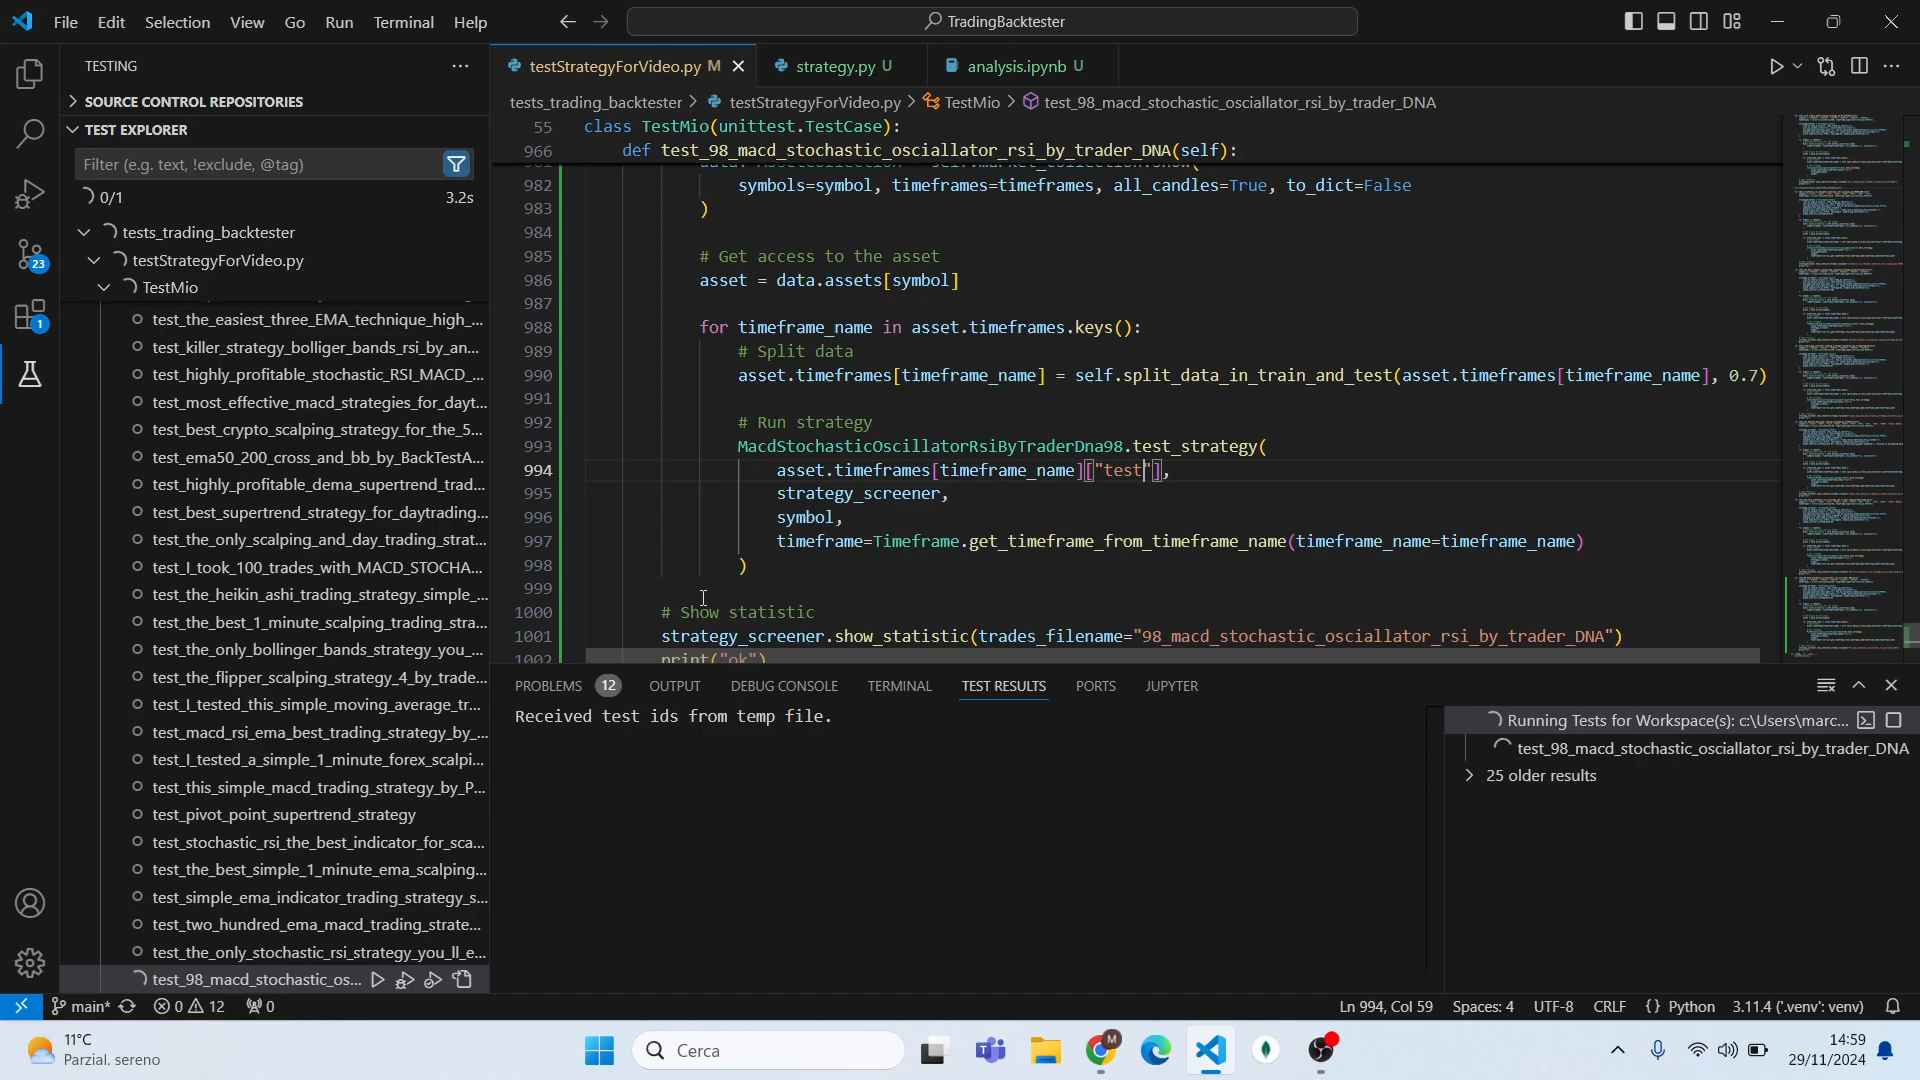 File Edit Selection View Go Run Terminal Help
TradingBacktester
TESTING
SOURCE CONTROL REPOSITORIES
TEST EXPLORER
Filter (e.g. text, !exclude, @tag)
0/1 3.2s
tests_trading_backtester
testStrategyForVideo.py
TestMio
test_the_easiest_three_EMA_technique_high_...
test_killer_strategy_bolliger_bands_rsi_by_an...
test_highly_profitable_stochastic_RSI_MACD_...
test_most_effective_macd_strategies_for_dayt...
test_best_crypto_scalping_strategy_for_the_5...
test_ema50_200_cross_and_bb_by_BackTestA...
test_highly_profitable_dema_supertrend_trad...
test_best_supertrend_strategy_for_daytrading...
test_the_only_scalping_and_day_trading_strat...
test_I_took_100_trades_with_MACD_STOCHA...
test_the_heikin_ashi_trading_strategy_simple_...
test_the_best_1_minute_scalping_trading_stra...
test_the_only_bollinger_bands_strategy_you_...
test_the_flipper_scalping_strategy_4_by_trade...
test_I_tested_this_simple_moving_average_tr...
test_macd_rsi_ema_best_trading_strategy_by_...
test_I_tested_a_simple_1_minute_forex_scalpi...
test_this_simple_macd_trading_strategy_by_P...
test_pivot_point_supertrend_strategy
test_stochastic_rsi_the_best_indicator_for_sca...
test_the_best_simple_1_minute_ema_scalping...
test_simple_ema_indicator_trading_strategy_s...
test_two_hundred_ema_macd_trading_strate...
test_the_only_stochastic_rsi_strategy_you_ll_e...
test_98_macd_stochastic_os...
23
1
testStrategyForVideo.py M strategy.py U analysis.ipynb U
tests_trading_backtester > testStrategyForVideo.py > TestMio > test_98_macd_stochastic_osciallator_rsi_by_trader_DNA
55 class TestMio(unittest.TestCase):
966 def test_98_macd_stochastic_osciallator_rsi_by_trader_DNA(self):
982 symbols=symbol, timeframes=timeframes, all_candles=True, to_dict=False
983 )
984
985 # Get access to the asset
986 asset = data.assets[symbol]
987
988 for timeframe_name in asset.timeframes.keys():
989 # Split data
990 asset.timeframes[timeframe_name] = self.split_data_in_train_and_test(asset.timeframes[timeframe_name], 0.7)
991
992 # Run strategy
993 MacdStochasticOscillatorRsiByTraderDna98.test_strategy(
994 asset.timeframes[timeframe_name]["test"],
995 strategy_screener,
996 symbol,
997 timeframe=Timeframe.get_timeframe_from_timeframe_name(timeframe_name=timeframe_name)
998 )
999
1000 # Show statistic
1001 strategy_screener.show_statistic(trades_filename="98_macd_stochastic_osciallator_rsi_by_trader_DNA")
1002 print("ok")
PROBLEMS 12 OUTPUT DEBUG CONSOLE TERMINAL TEST RESULTS PORTS JUPYTER
Received test ids from temp file.
Running Tests for Workspace(s): c:\Users\marc...
test_98_macd_stochastic_osciallator_rsi_by_trader_DNA
25 older results
main* 0 12 0
Ln 994, Col 59 Spaces: 4 UTF-8 CRLF {} Python 3.11.4 ('.venv': venv)
11°C
Parzial. sereno
Cerca
M
14:59
29/11/2024